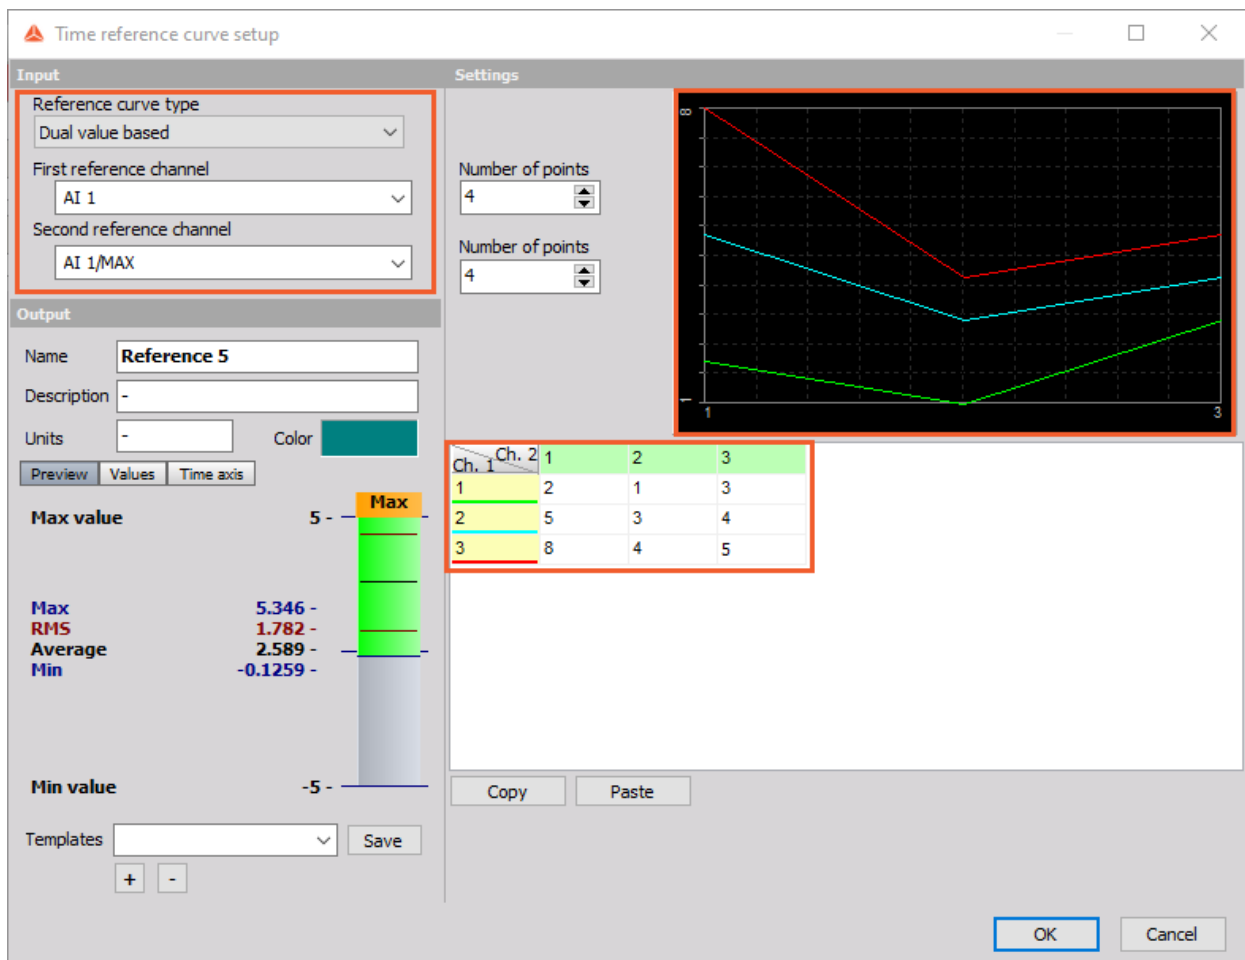 Time reference curve setup
Input
Reference curve type
Dual value based
First reference channel
AI 1
Second reference channel
AI 1/MAX
Output
Name Reference 5
Description -
Units - Color
Preview Values Time axis
Max
Max value 5 -
Max 5.346 -
RMS 1.782 -
Average 2.589 -
Min -0.1259 -
Min value -5 -
Templates Save
+ -
Settings
Number of points
4
Number of points
4
8
1
1 3
Ch. 1 Ch. 2 1 2 3
1 2 1 3
2 5 3 4
3 8 4 5
Copy Paste
OK Cancel